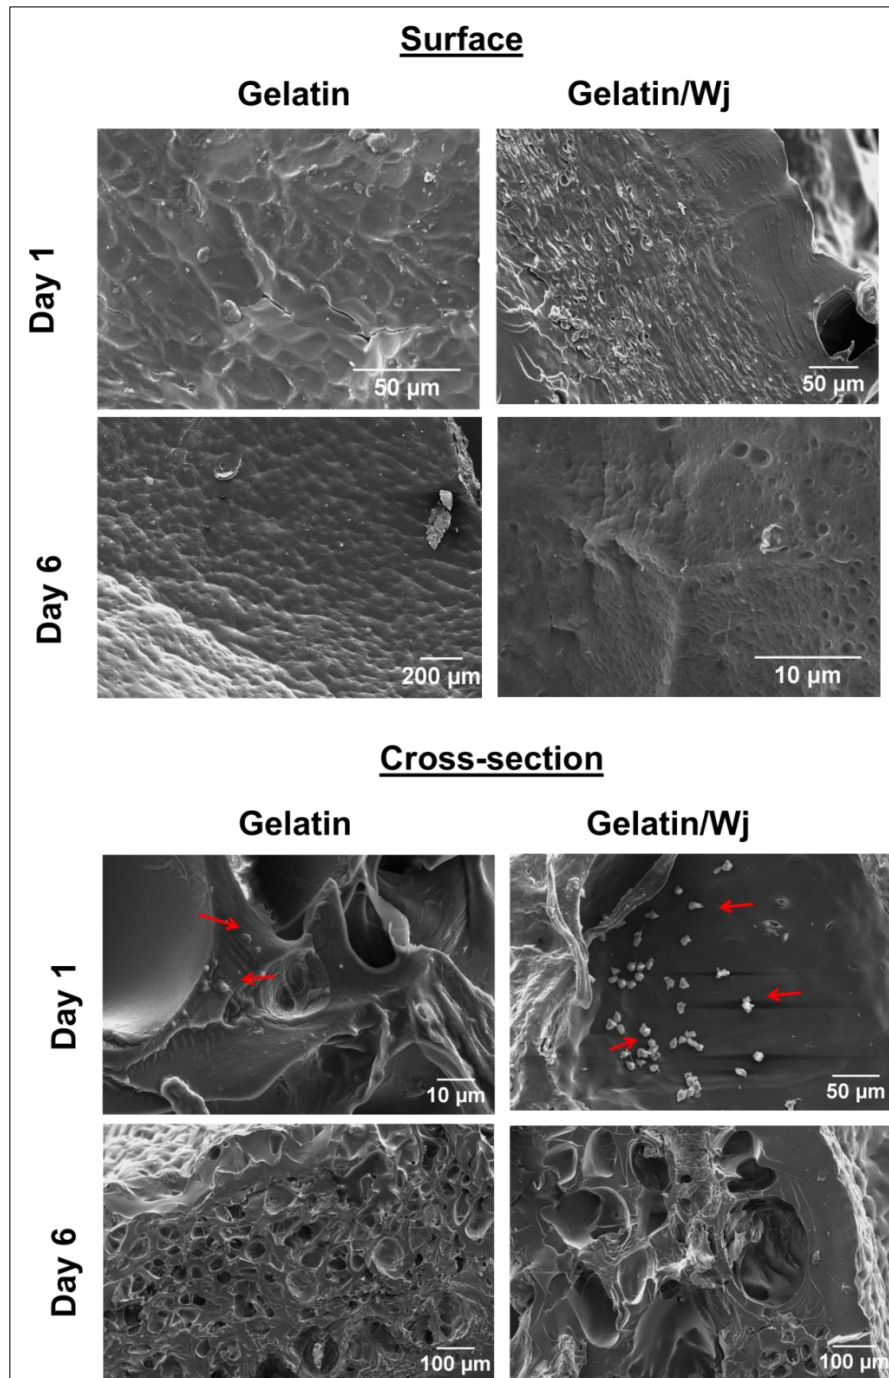 Surface
Gelatin Gelatin/Wj
Day 1
50 µm 50 µm
Day 6
200 µm 10 µm
Cross-section
Gelatin Gelatin/Wj
Day 1
10 µm 50 µm
Day 6
100 µm 100 µm